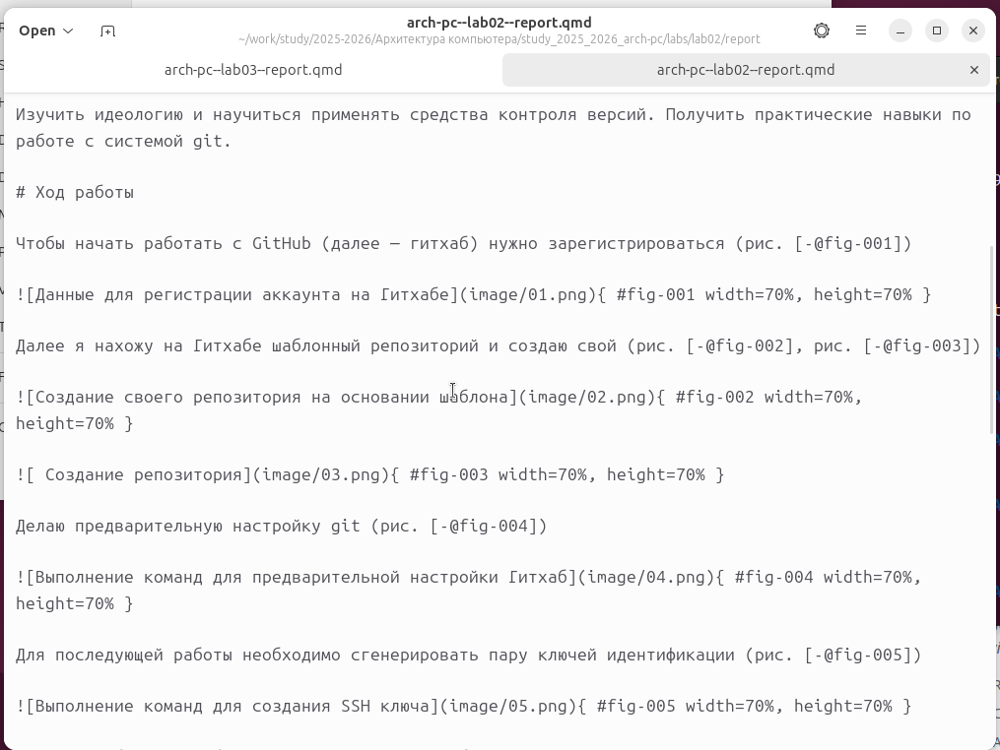 Open
arch-pc--lab02--report.qmd
~/work/study/2025-2026/Архитектура компьютера/study_2025_2026_arch-pc/labs/lab02/report
arch-pc--lab03--report.qmd
arch-pc--lab02--report.qmd
Изучить идеологию и научиться применять средства контроля версий. Получить практические навыки по
работе с системой git.
# Ход работы
Чтобы начать работать с GitHub (далее — гитхаб) нужно зарегистрироваться (рис. [-@fig-001])
![Данные для регистрации аккаунта на Гитхабе](image/01.png){ #fig-001 width=70%, height=70% }
Далее я нахожу на Гитхабе шаблонный репозиторий и создаю свой (рис. [-@fig-002], рис. [-@fig-003])
![Создание своего репозитория на основании шаблона](image/02.png){ #fig-002 width=70%,
height=70% }
![ Создание репозитория](image/03.png){ #fig-003 width=70%, height=70% }
Делаю предварительную настройку git (рис. [-@fig-004])
![Выполнение команд для предварительной настройки Гитхаб](image/04.png){ #fig-004 width=70%,
height=70% }
Для последующей работы необходимо сгенерировать пару ключей идентификации (рис. [-@fig-005])
![Выполнение команд для создания SSH ключа](image/05.png){ #fig-005 width=70%, height=70% }